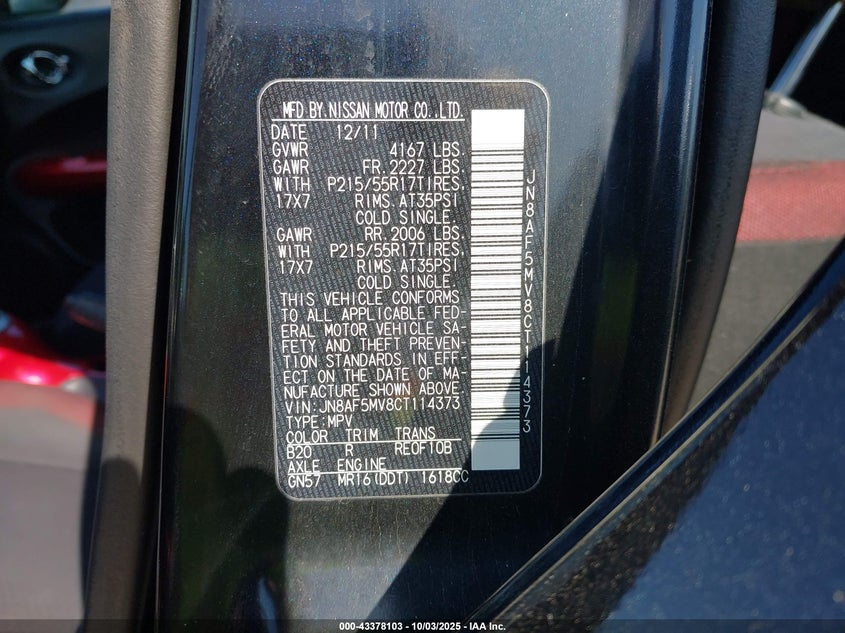 MFD BY.NISSAN MOTOR CO.,LTD.
DATE 12/11
GVWR 4167 LBS.
GAWR FR. 2227 LBS.
WITH P215/55R17TIRES,
17X7 RIMS. AT35PSI
COLD SINGLE.
GAWR RR. 2006 LBS.
WITH P215/55R17TIRES,
17X7 RIMS. AT35PSI
COLD SINGLE.
THIS VEHICLE CONFORMS
TO ALL APPLICABLE FED-
ERAL MOTOR VEHICLE SA-
FETY AND THEFT PREVEN-
TION STANDARDS IN EFF-
ECT ON THE DATE OF MA-
NUFACTURE SHOWN ABOVE.
VIN:JN8AF5MV8CT114373
TYPE:MPV
COLOR TRIM TRANS
B20 R REOF10B
AXLE ENGINE
GN57 MR16(DDT) 1618CC
JN8AF5MV8CT114373
000-43378103 - 10/03/2025 - IAA Inc.